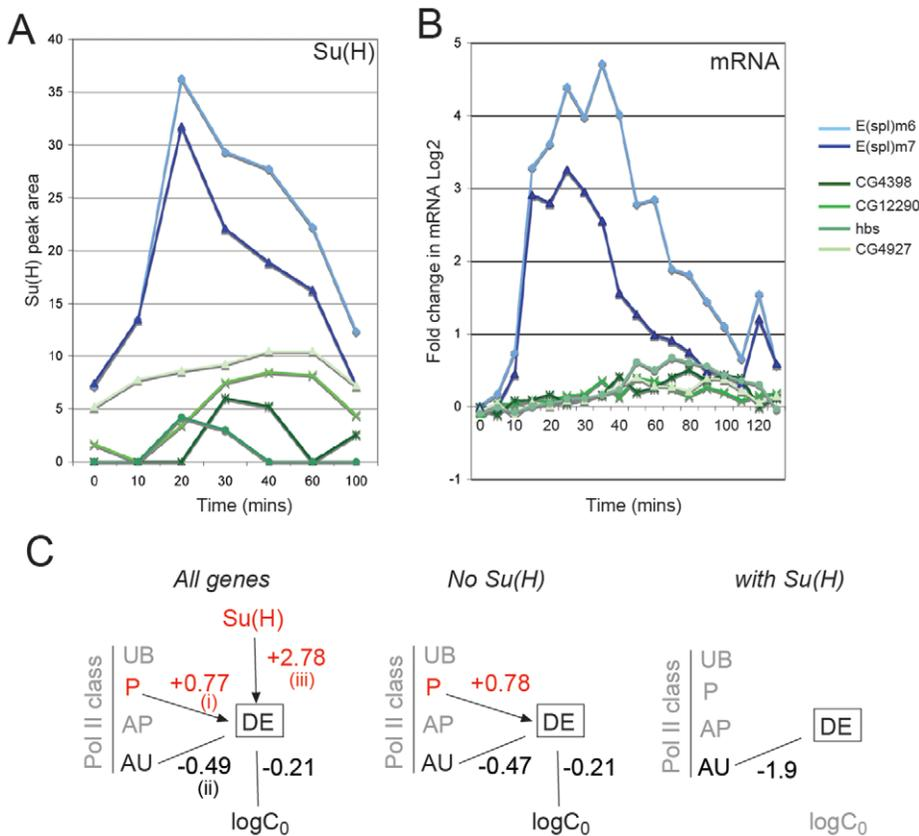 A
Su(H)
40
35
30
25
20
15
10
5
0
Su(H) peak area
0 10 20 30 40 60 100
Time (mins)
B
mRNA
5
4
3
2
1
0
-1
Fold change in mRNA Log2
0 10 20 30 40 60 80 100 120
Time (mins)
E(spl)m6
E(spl)m7
CG4398
CG12290
hbs
CG4927
C
All genes
Su(H)
Pol II class
UB
P
AP
AU
+0.77
(i)
+2.78
(iii)
DE
-0.49
(ii)
-0.21
logC0
No Su(H)
Pol II class
UB
P
AP
AU
+0.78
DE
-0.47
-0.21
logC0
with Su(H)
Pol II class
UB
P
AP
AU
DE
-1.9
logC0